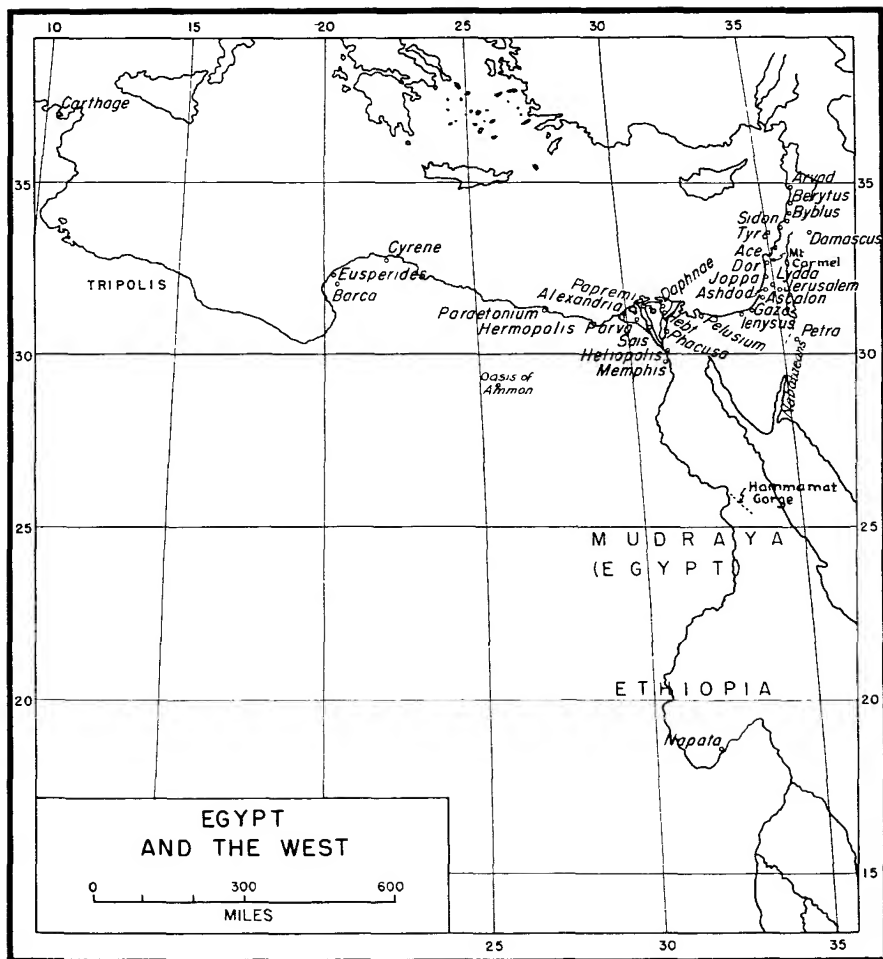 10 15 20 25 30 35
Carthage
35 35
Arvad
Berytus
Byblus
Sidon
Tyre
Damascus
Cyrene
Ace
Mt
Carmel
Dor
Lydda
TRIPOLIS
Eusperides
Daphnae
Joppa
Jerusalem
Barca
Papremis
Ashdod
Ascalon
Alexandria
Gaza
Paraetonium
Pelusium
Ienysus
Hermopolis Parva
Hebt
Petra
Sais
Phacusa
30
Heliopolis
Memphis
Nabataeans
Oasis of
Ammon
30
Hammamat
Gorge
25 25
MUDRAYA
(EGYPT)
ETHIOPIA
20 20
Napata
EGYPT
AND THE WEST
15
0 300 600
MILES
25 30 35